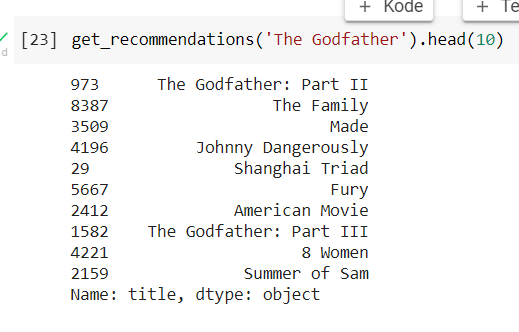 + Kode + Te
[23] get_recommendations('The Godfather').head(10)
d
973 The Godfather: Part II
8387 The Family
3509 Made
4196 Johnny Dangerously
29 Shanghai Triad
5667 Fury
2412 American Movie
1582 The Godfather: Part III
4221 8 Women
2159 Summer of Sam
Name: title, dtype: object